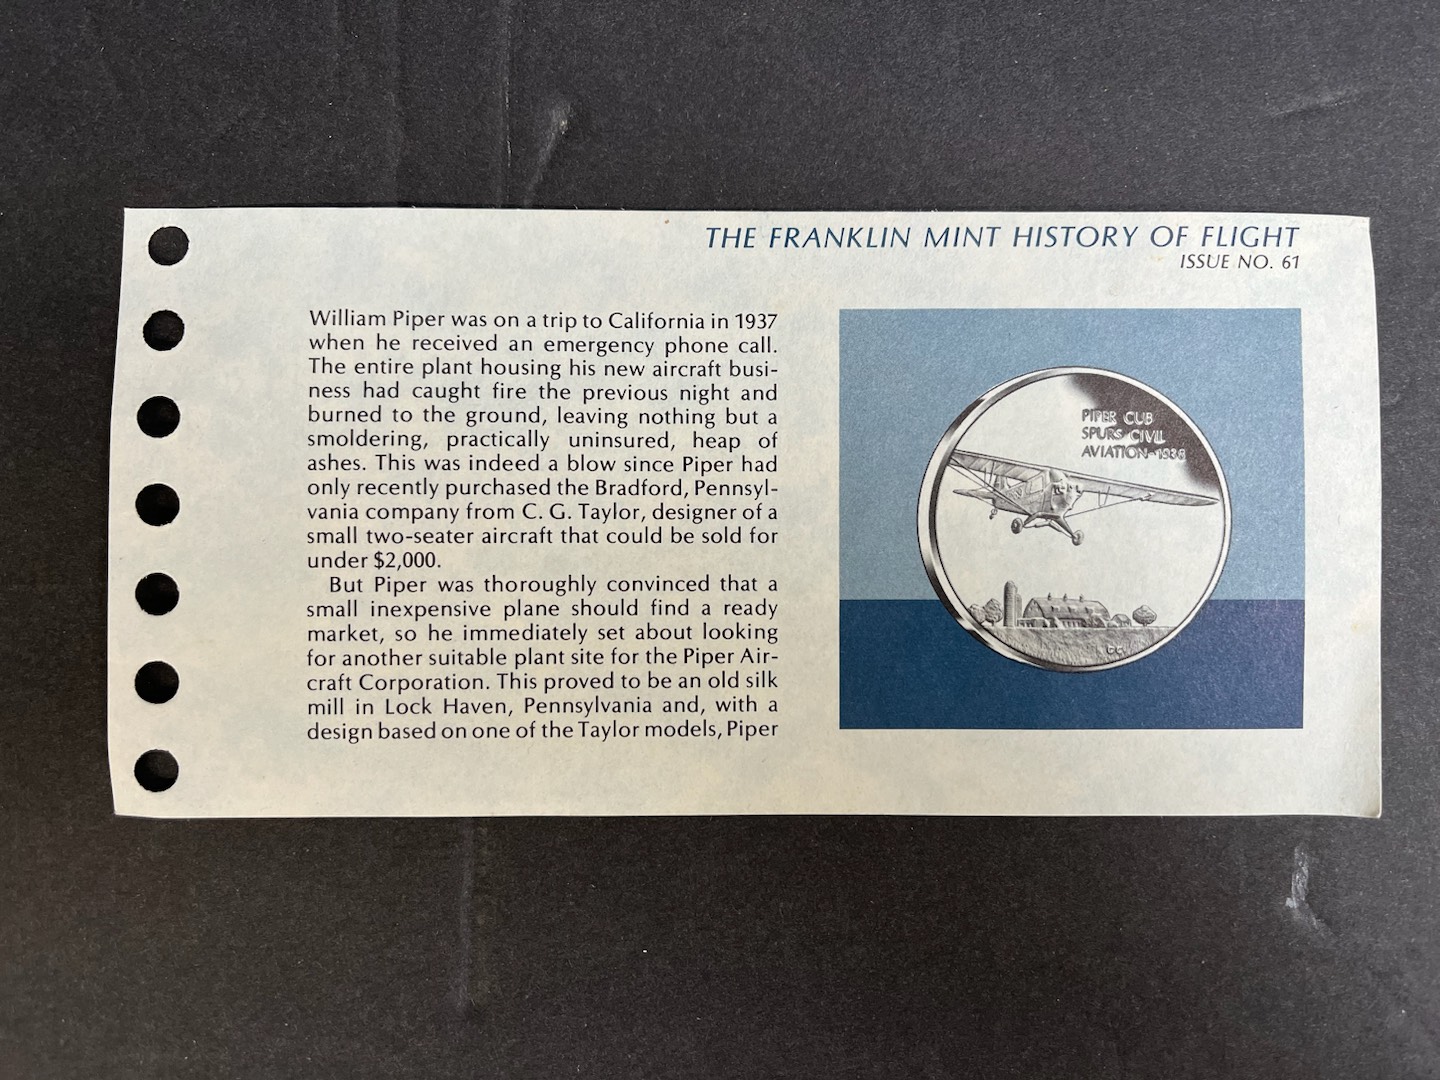 THE FRANKLIN MINT HISTORY OF FLIGHT
ISSUE NO. 61
William Piper was on a trip to California in 1937
when he received an emergency phone call.
The entire plant housing his new aircraft busi-
ness had caught fire the previous night and
burned to the ground, leaving nothing but a
smoldering, practically uninsured, heap of
ashes. This was indeed a blow since Piper had
only recently purchased the Bradford, Pennsyl-
vania company from C. G. Taylor, designer of a
small two-seater aircraft that could be sold for
under $2,000.
But Piper was thoroughly convinced that a
small inexpensive plane should find a ready
market, so he immediately set about looking
for another suitable plant site for the Piper Air-
craft Corporation. This proved to be an old silk
mill in Lock Haven, Pennsylvania and, with a
design based on one of the Taylor models, Piper
PIPER CUB
SPURS CIVIL
AVIATION-1938